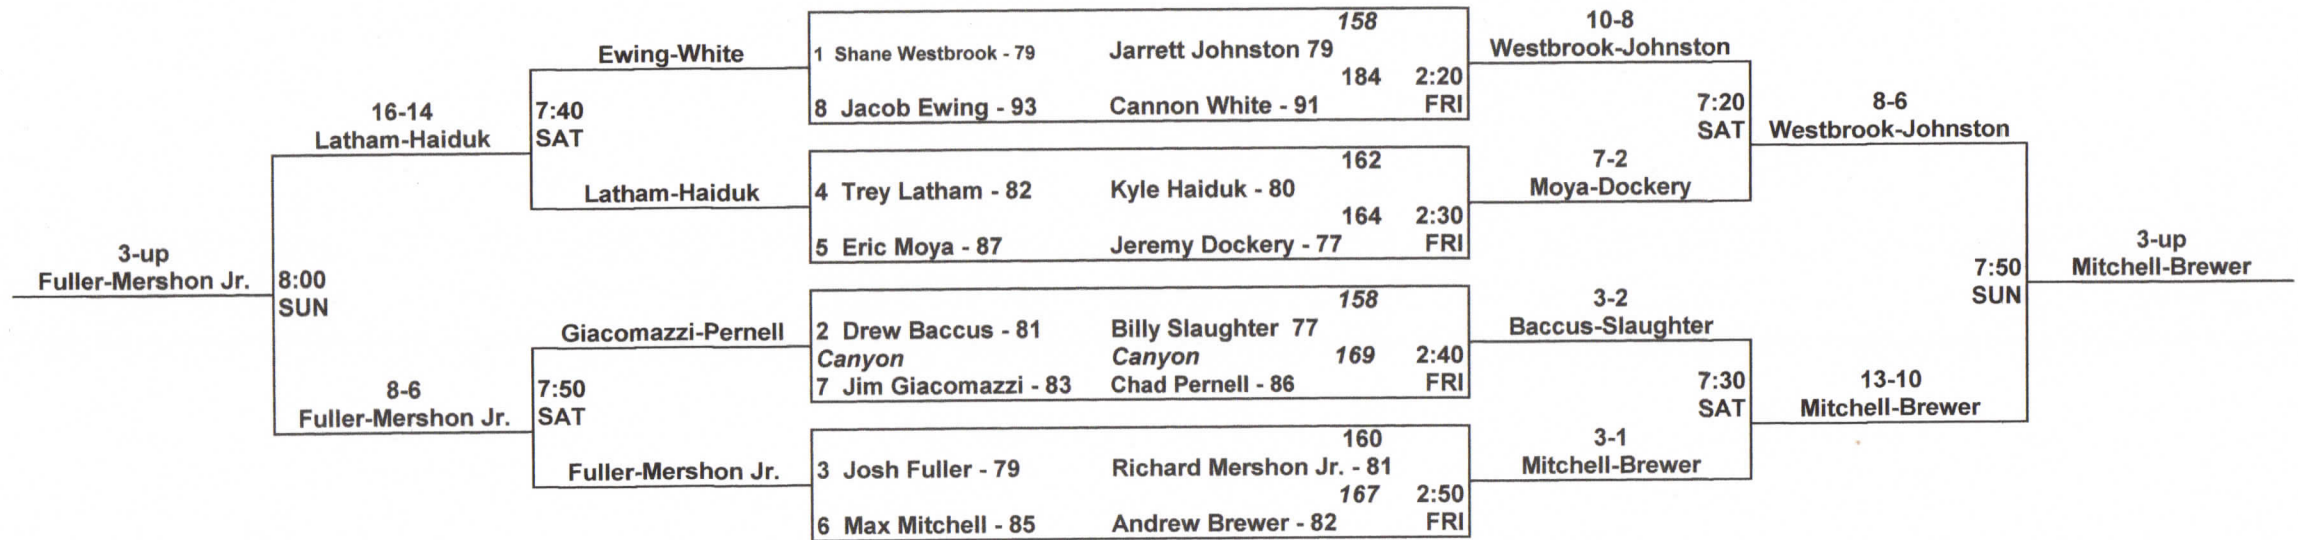 158
1 Shane Westbrook - 79 Jarrett Johnston 79
184 2:20
8 Jacob Ewing - 93 Cannon White - 91 FRI
162
4 Trey Latham - 82 Kyle Haiduk - 80
164 2:30
5 Eric Moya - 87 Jeremy Dockery - 77 FRI
158
2 Drew Baccus - 81 Billy Slaughter 77
Canyon Canyon 169 2:40
7 Jim Giacomazzi - 83 Chad Pernell - 86 FRI
160
3 Josh Fuller - 79 Richard Mershon Jr. - 81
167 2:50
6 Max Mitchell - 85 Andrew Brewer - 82 FRI
Ewing-White
7:40
SAT
Latham-Haiduk
16-14
Latham-Haiduk
Giacomazzi-Pernell
7:50
SAT
Fuller-Mershon Jr.
8-6
Fuller-Mershon Jr.
8:00
SUN
3-up
Fuller-Mershon Jr.
10-8
Westbrook-Johnston
7:20
SAT
7-2
Moya-Dockery
8-6
Westbrook-Johnston
3-2
Baccus-Slaughter
7:30
SAT
3-1
Mitchell-Brewer
13-10
Mitchell-Brewer
7:50
SUN
3-up
Mitchell-Brewer